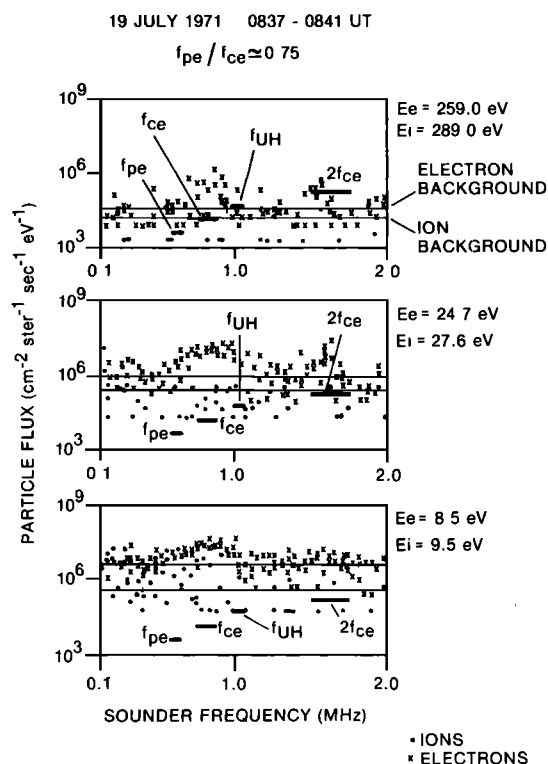 19 JULY 1971 0837 - 0841 UT
fpe / fce ≃ 0 75
PARTICLE FLUX (cm⁻² ster⁻¹ sec⁻¹ eV⁻¹)
10⁹
10⁶
10³
0 1
1.0
2 0
fpe
fce
fUH
2fce
Ee = 259.0 eV
Ei = 289 0 eV
ELECTRON
BACKGROUND
ION
BACKGROUND
10⁹
10⁶
10³
0 1
1.0
2.0
fpe
fce
fUH
2fce
Ee = 24 7 eV
Ei = 27.6 eV
10⁹
10⁶
10³
0.1
1.0
2.0
fpe
fce
fUH
2fce
Ee = 8 5 eV
Ei = 9.5 eV
SOUNDER FREQUENCY (MHz)
• IONS
x ELECTRONS